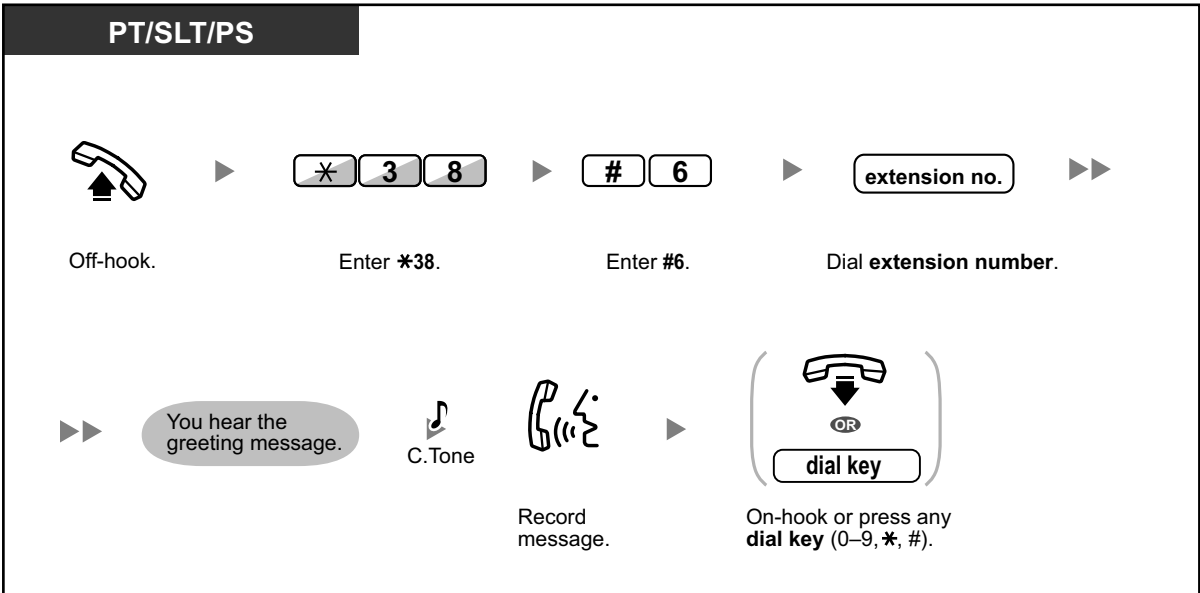 PT/SLT/PS
✳ 3 8
# 6
extension no.
Off-hook.
Enter ✳38.
Enter #6.
Dial extension number.
You hear the
greeting message.
C.Tone
Record
message.
OR
dial key
On-hook or press any
dial key (0–9, ✳, #).